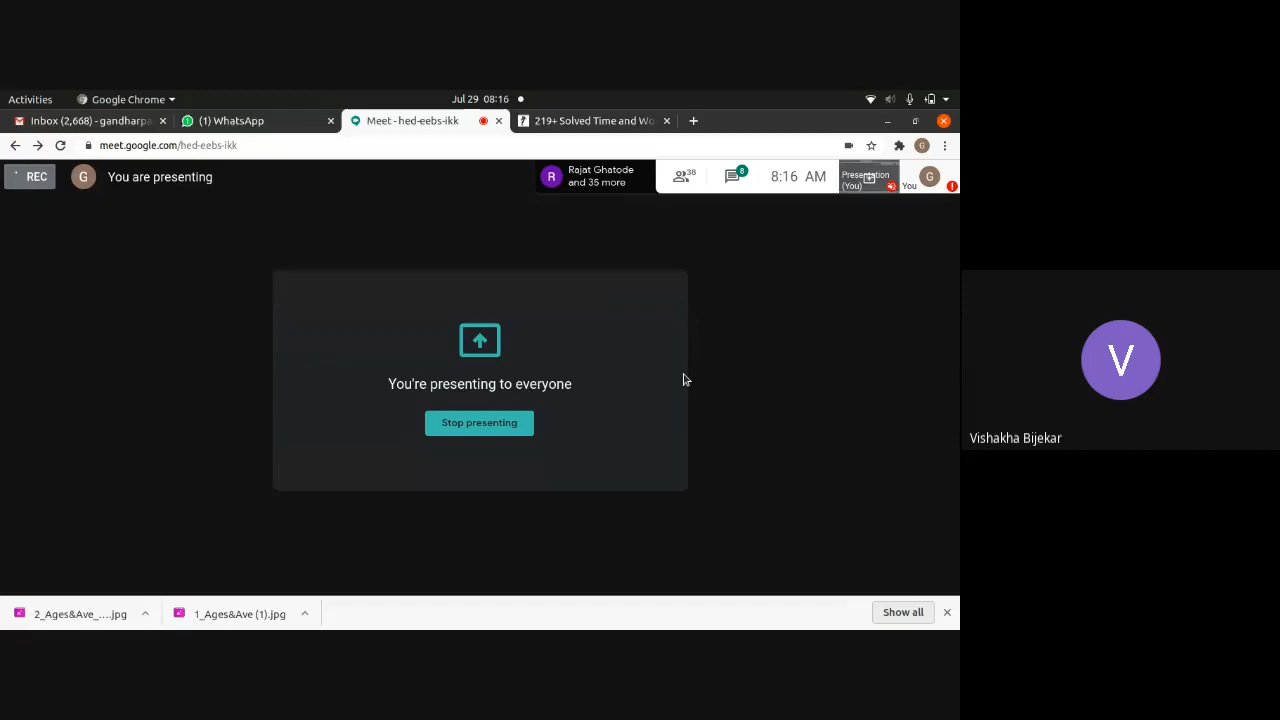 Activities Google Chrome Jul 29 08:16
Inbox (2,668) - gandharpa (1) WhatsApp Meet - hed-eebs-ikk 219+ Solved Time and Wo
meet.google.com/hed-eebs-ikk G
REC G You are presenting R Rajat Ghatode 38 8 8:16 AM Presentation G
and 35 more (You) You
You're presenting to everyone
Stop presenting
V
Vishakha Bijekar
2_Ages&Ave_....jpg 1_Ages&Ave (1).jpg Show all